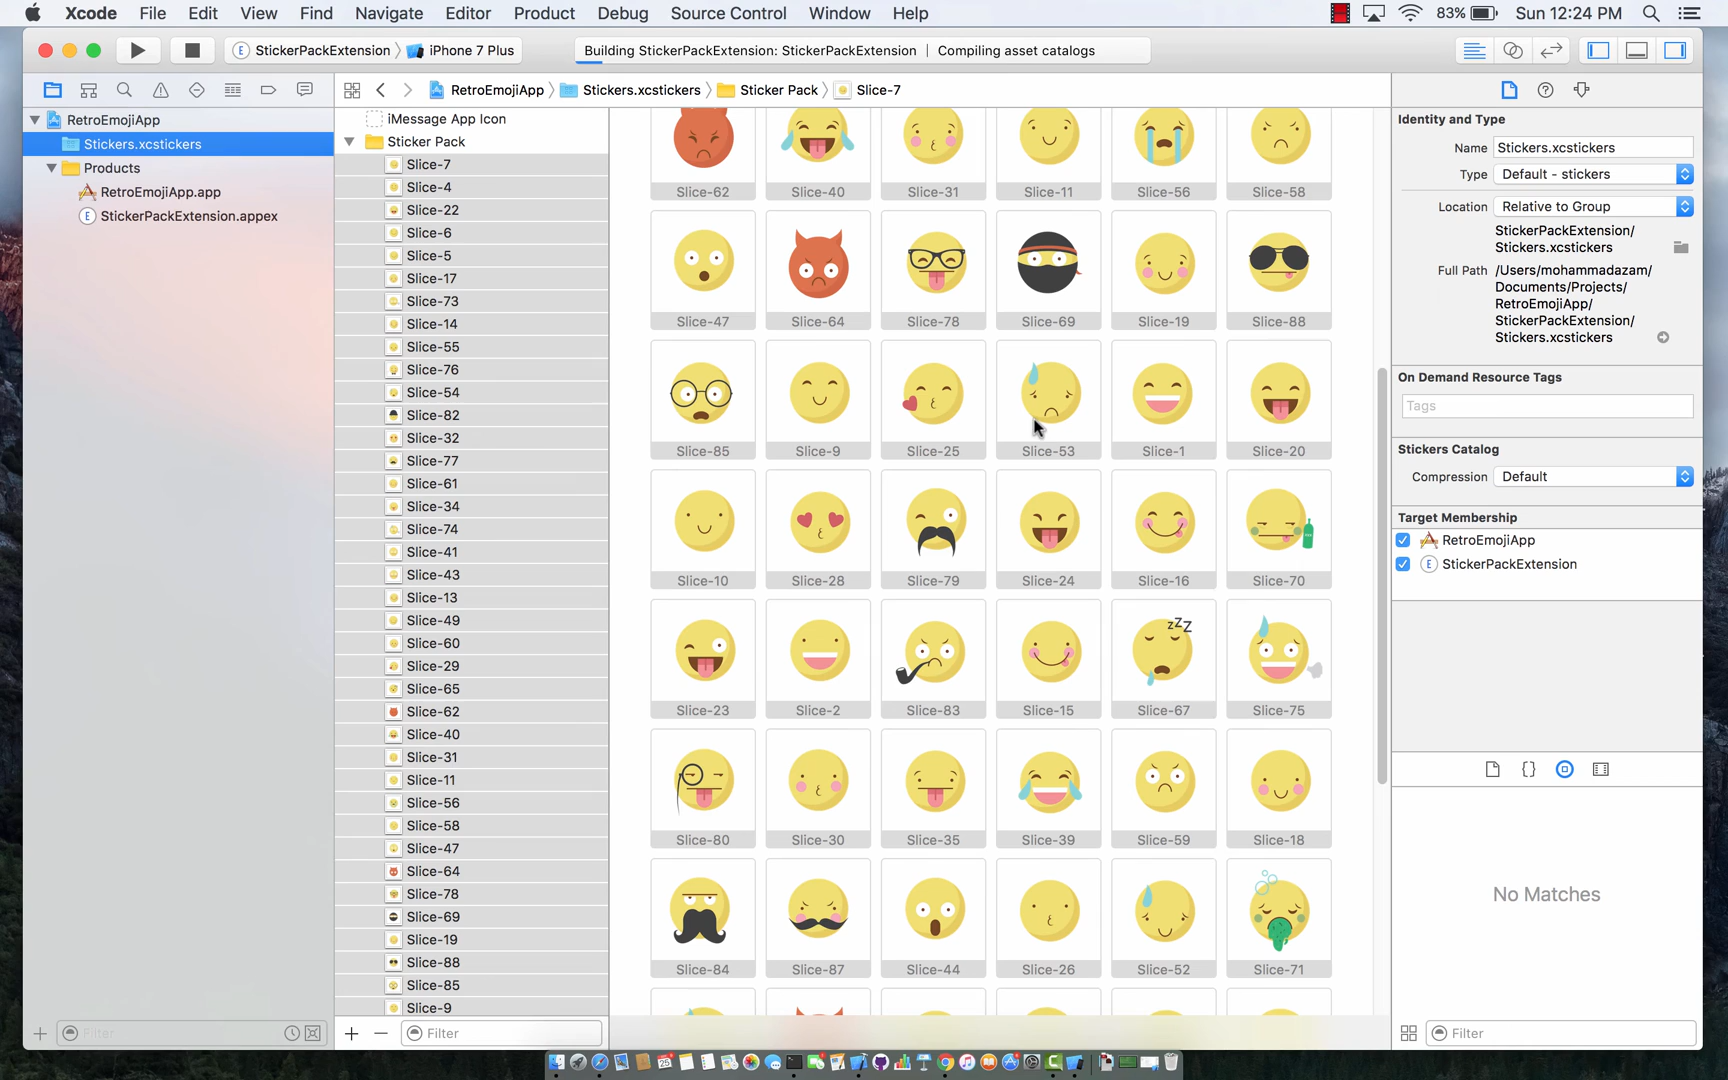 Xcode File Edit View Find Navigate Editor Product Debug Source Control Window Help 83% Sun 12:24 PM
StickerPackExtension iPhone 7 Plus Building StickerPackExtension: StickerPackExtension | Compiling asset catalogs
RetroEmojiApp Stickers.xcstickers Sticker Pack Slice-7
RetroEmojiApp
Stickers.xcstickers
Products
RetroEmojiApp.app
E StickerPackExtension.appex
Filter
iMessage App Icon
Sticker Pack
Slice-7
Slice-4
Slice-22
Slice-6
Slice-5
Slice-17
Slice-73
Slice-14
Slice-55
Slice-76
Slice-54
Slice-82
Slice-32
Slice-77
Slice-61
Slice-34
Slice-74
Slice-41
Slice-43
Slice-13
Slice-49
Slice-60
Slice-29
Slice-65
Slice-62
Slice-40
Slice-31
Slice-11
Slice-56
Slice-58
Slice-47
Slice-64
Slice-78
Slice-69
Slice-19
Slice-88
Slice-85
Slice-9
Filter
Slice-62 Slice-40 Slice-31 Slice-11 Slice-56 Slice-58
Slice-47 Slice-64 Slice-78 Slice-69 Slice-19 Slice-88
Slice-85 Slice-9 Slice-25 Slice-53 Slice-1 Slice-20
Slice-10 Slice-28 Slice-79 Slice-24 Slice-16 Slice-70
zZZ
Slice-23 Slice-2 Slice-83 Slice-15 Slice-67 Slice-75
Slice-80 Slice-30 Slice-35 Slice-39 Slice-59 Slice-18
Slice-84 Slice-87 Slice-44 Slice-26 Slice-52 Slice-71
Identity and Type
Name Stickers.xcstickers
Type Default - stickers
Location Relative to Group
StickerPackExtension/
Stickers.xcstickers
Full Path /Users/mohammadazam/
Documents/Projects/
RetroEmojiApp/
StickerPackExtension/
Stickers.xcstickers
On Demand Resource Tags
Tags
Stickers Catalog
Compression Default
Target Membership
RetroEmojiApp
E StickerPackExtension
{}
No Matches
Filter